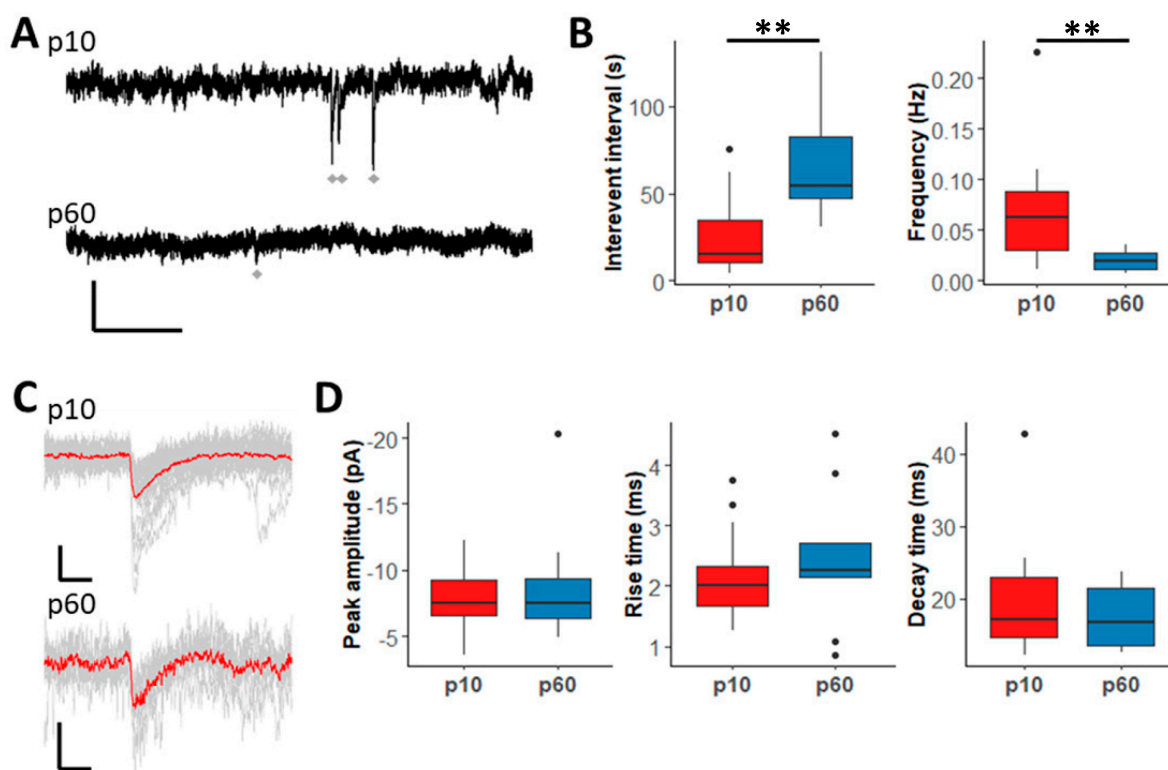 A
p10
p60
B
**
Interevent interval (s)
100
50
0
p10
p60
**
Frequency (Hz)
0.20
0.15
0.10
0.05
0.00
p10
p60
C
p10
p60
D
Peak amplitude (pA)
-20
-15
-10
-5
p10
p60
Rise time (ms)
4
3
2
1
p10
p60
Decay time (ms)
40
30
20
p10
p60